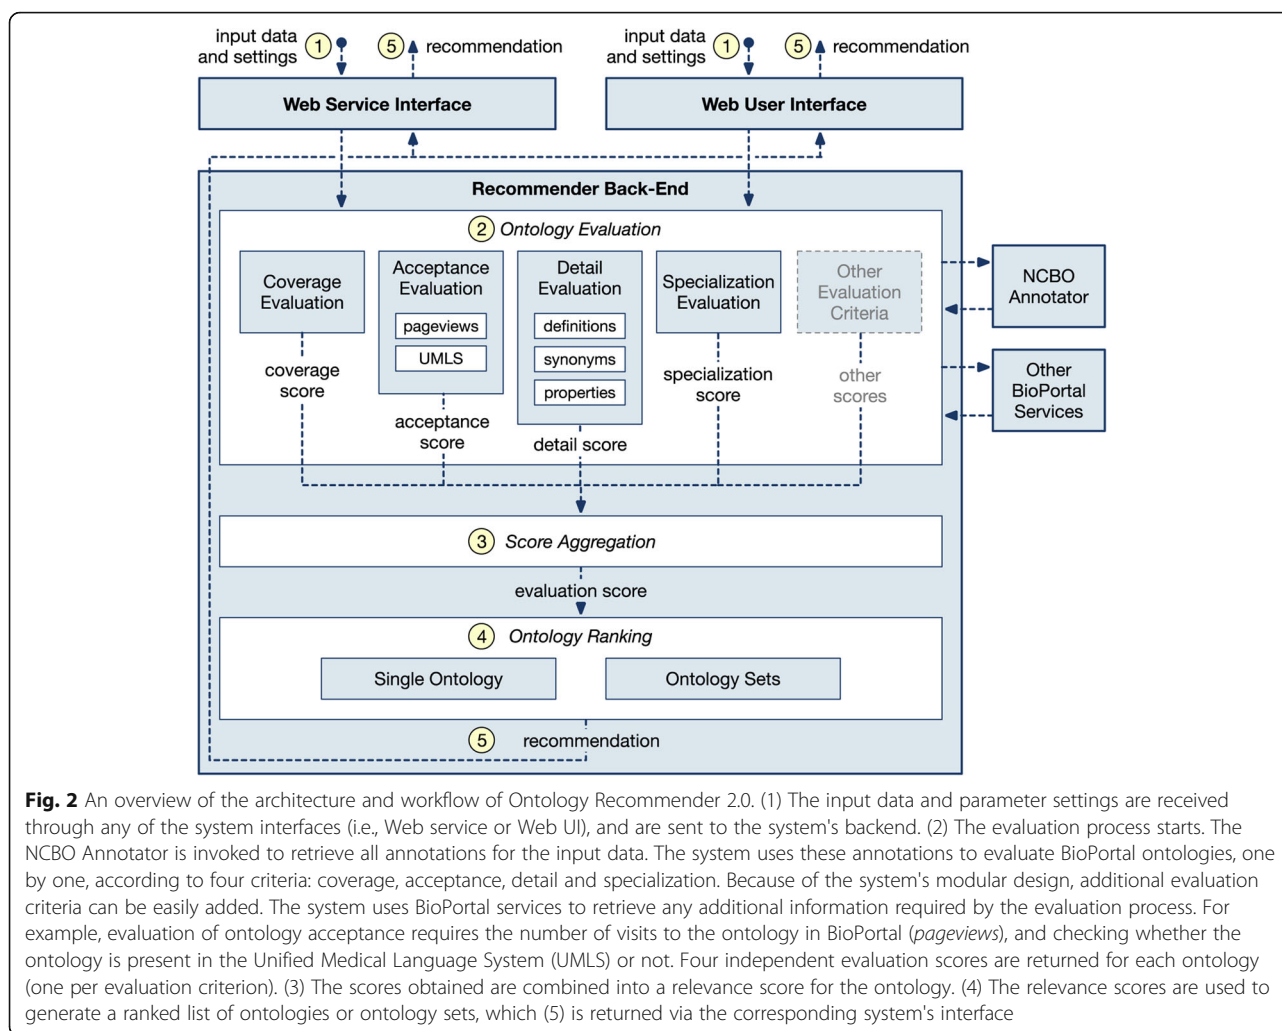 input data
and settings
1
5
recommendation
input data
and settings
1
5
recommendation
Web Service Interface
Web User Interface
Recommender Back-End
2 Ontology Evaluation
Coverage
Evaluation
Acceptance
Evaluation
pageviews
UMLS
Detail
Evaluation
definitions
synonyms
properties
Specialization
Evaluation
Other
Evaluation
Criteria
NCBO
Annotator
Other
BioPortal
Services
coverage
score
acceptance
score
detail score
specialization
score
other
scores
3 Score Aggregation
evaluation score
4 Ontology Ranking
Single Ontology
Ontology Sets
5 recommendation
Fig. 2 An overview of the architecture and workflow of Ontology Recommender 2.0. (1) The input data and parameter settings are received
through any of the system interfaces (i.e., Web service or Web UI), and are sent to the system's backend. (2) The evaluation process starts. The
NCBO Annotator is invoked to retrieve all annotations for the input data. The system uses these annotations to evaluate BioPortal ontologies, one
by one, according to four criteria: coverage, acceptance, detail and specialization. Because of the system's modular design, additional evaluation
criteria can be easily added. The system uses BioPortal services to retrieve any additional information required by the evaluation process. For
example, evaluation of ontology acceptance requires the number of visits to the ontology in BioPortal (pageviews), and checking whether the
ontology is present in the Unified Medical Language System (UMLS) or not. Four independent evaluation scores are returned for each ontology
(one per evaluation criterion). (3) The scores obtained are combined into a relevance score for the ontology. (4) The relevance scores are used to
generate a ranked list of ontologies or ontology sets, which (5) is returned via the corresponding system's interface